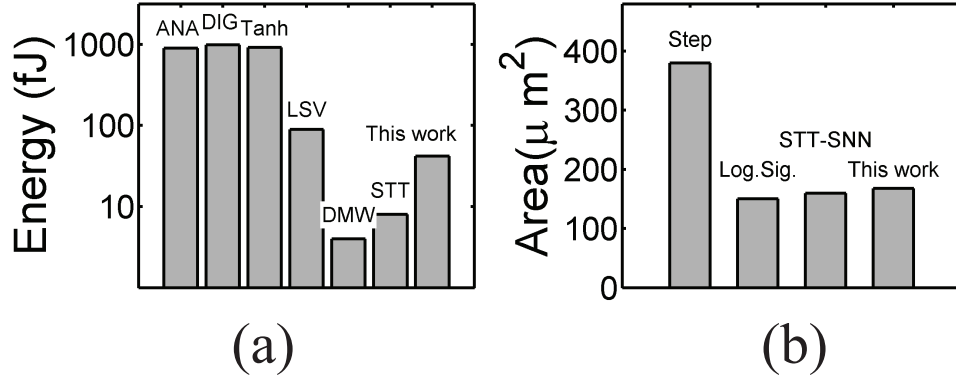 Energy (fJ)
1000
100
10
ANA DIG Tanh
LSV
DMW
STT
This work
(a)
Area(μ m²)
400
300
200
100
0
Step
Log.Sig.
STT-SNN
This work
(b)